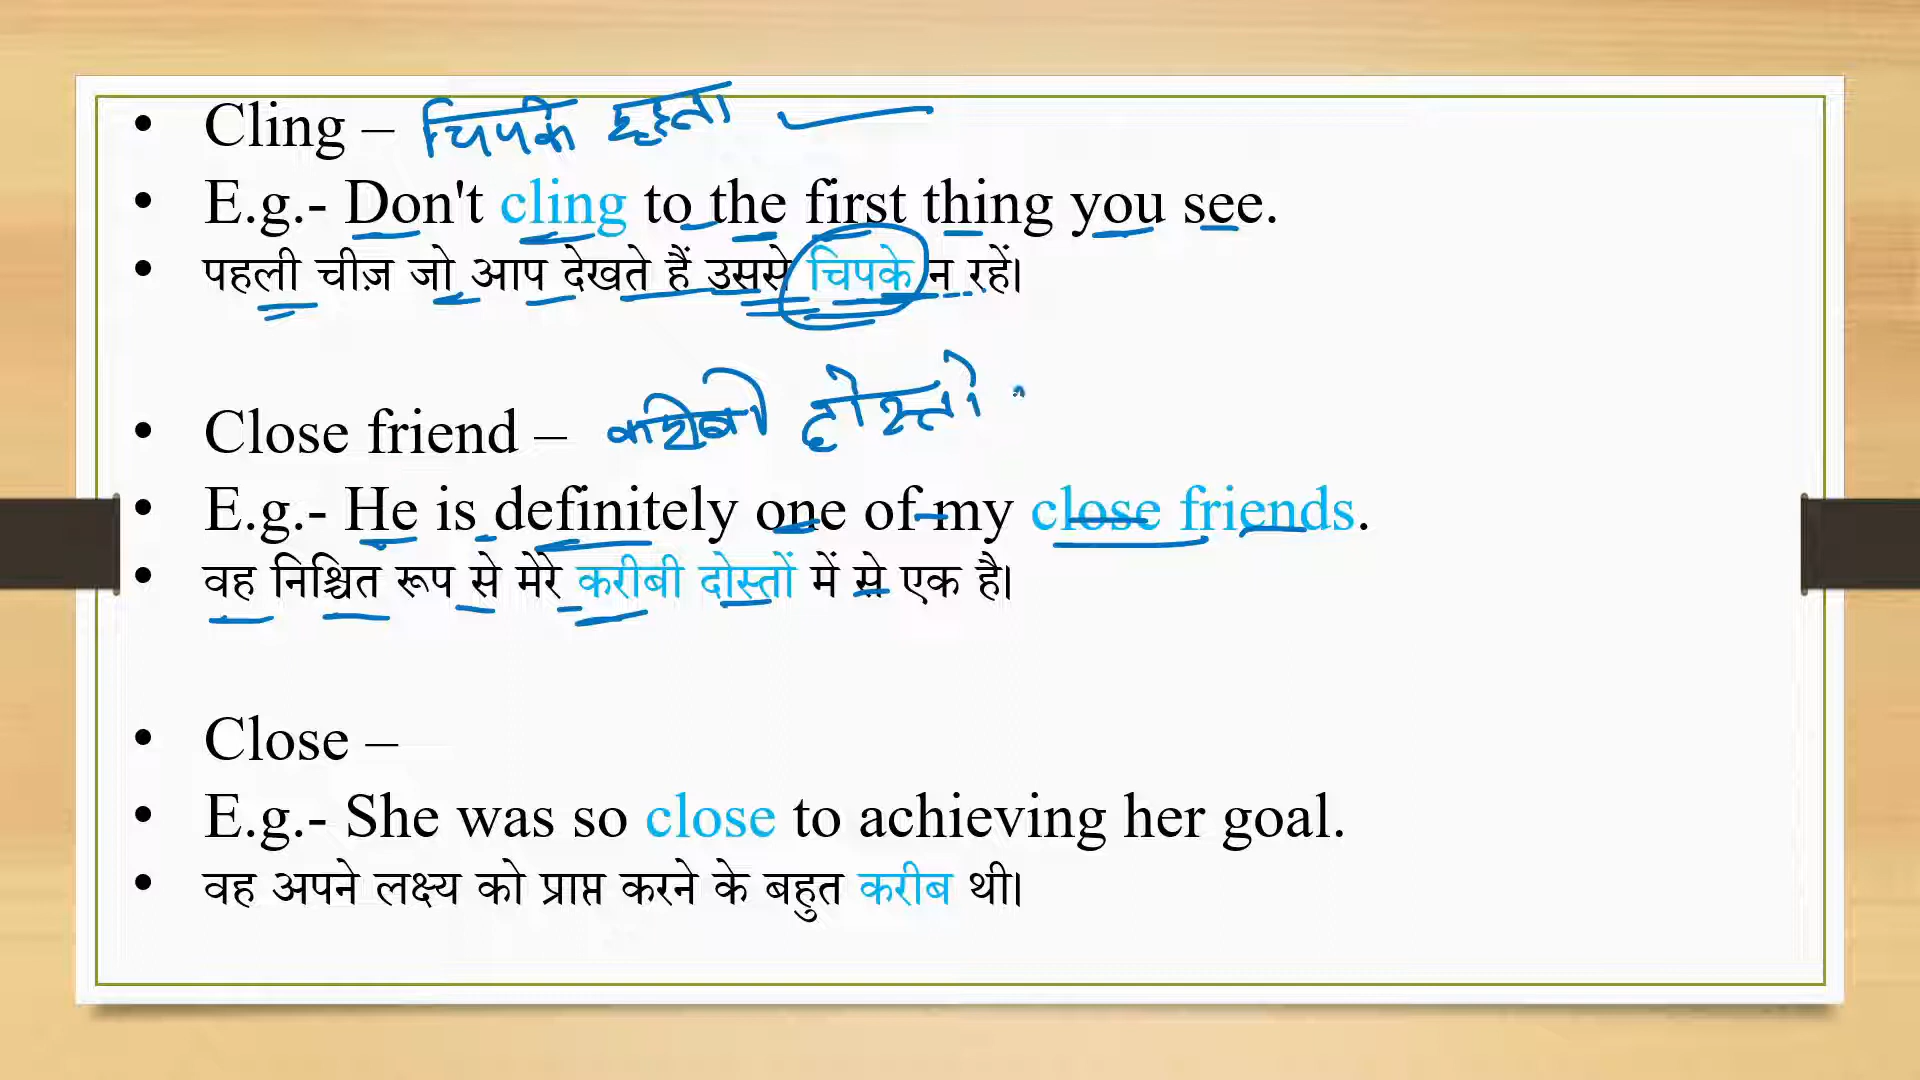 • Cling – चिपके रहना
• E.g.- Don't cling to the first thing you see.
• पहली चीज़ जो आप देखते हैं उससे चिपके न रहें।
• Close friend – करीबी दोस्तो
• E.g.- He is definitely one of my close friends.
• वह निश्चित रूप से मेरे करीबी दोस्तों में से एक है।
• Close –
• E.g.- She was so close to achieving her goal.
• वह अपने लक्ष्य को प्राप्त करने के बहुत करीब थी।